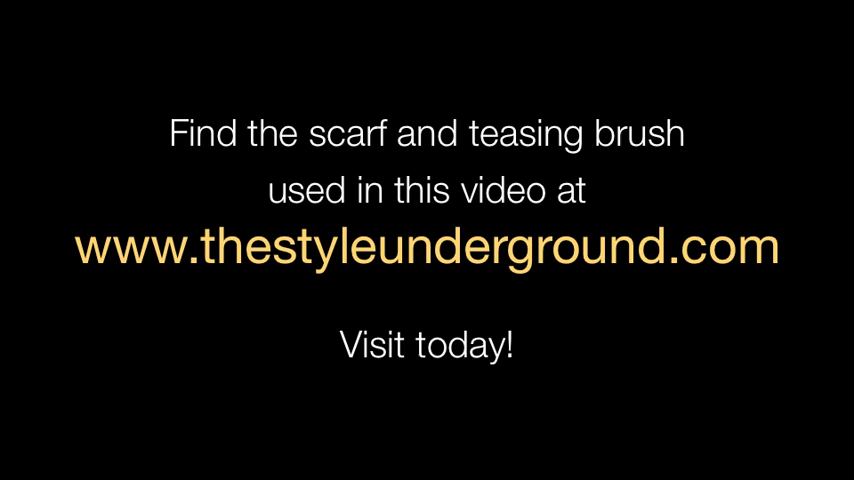 Find the scarf and teasing brush
used in this video at
www.thestyleunderground.com
Visit today!